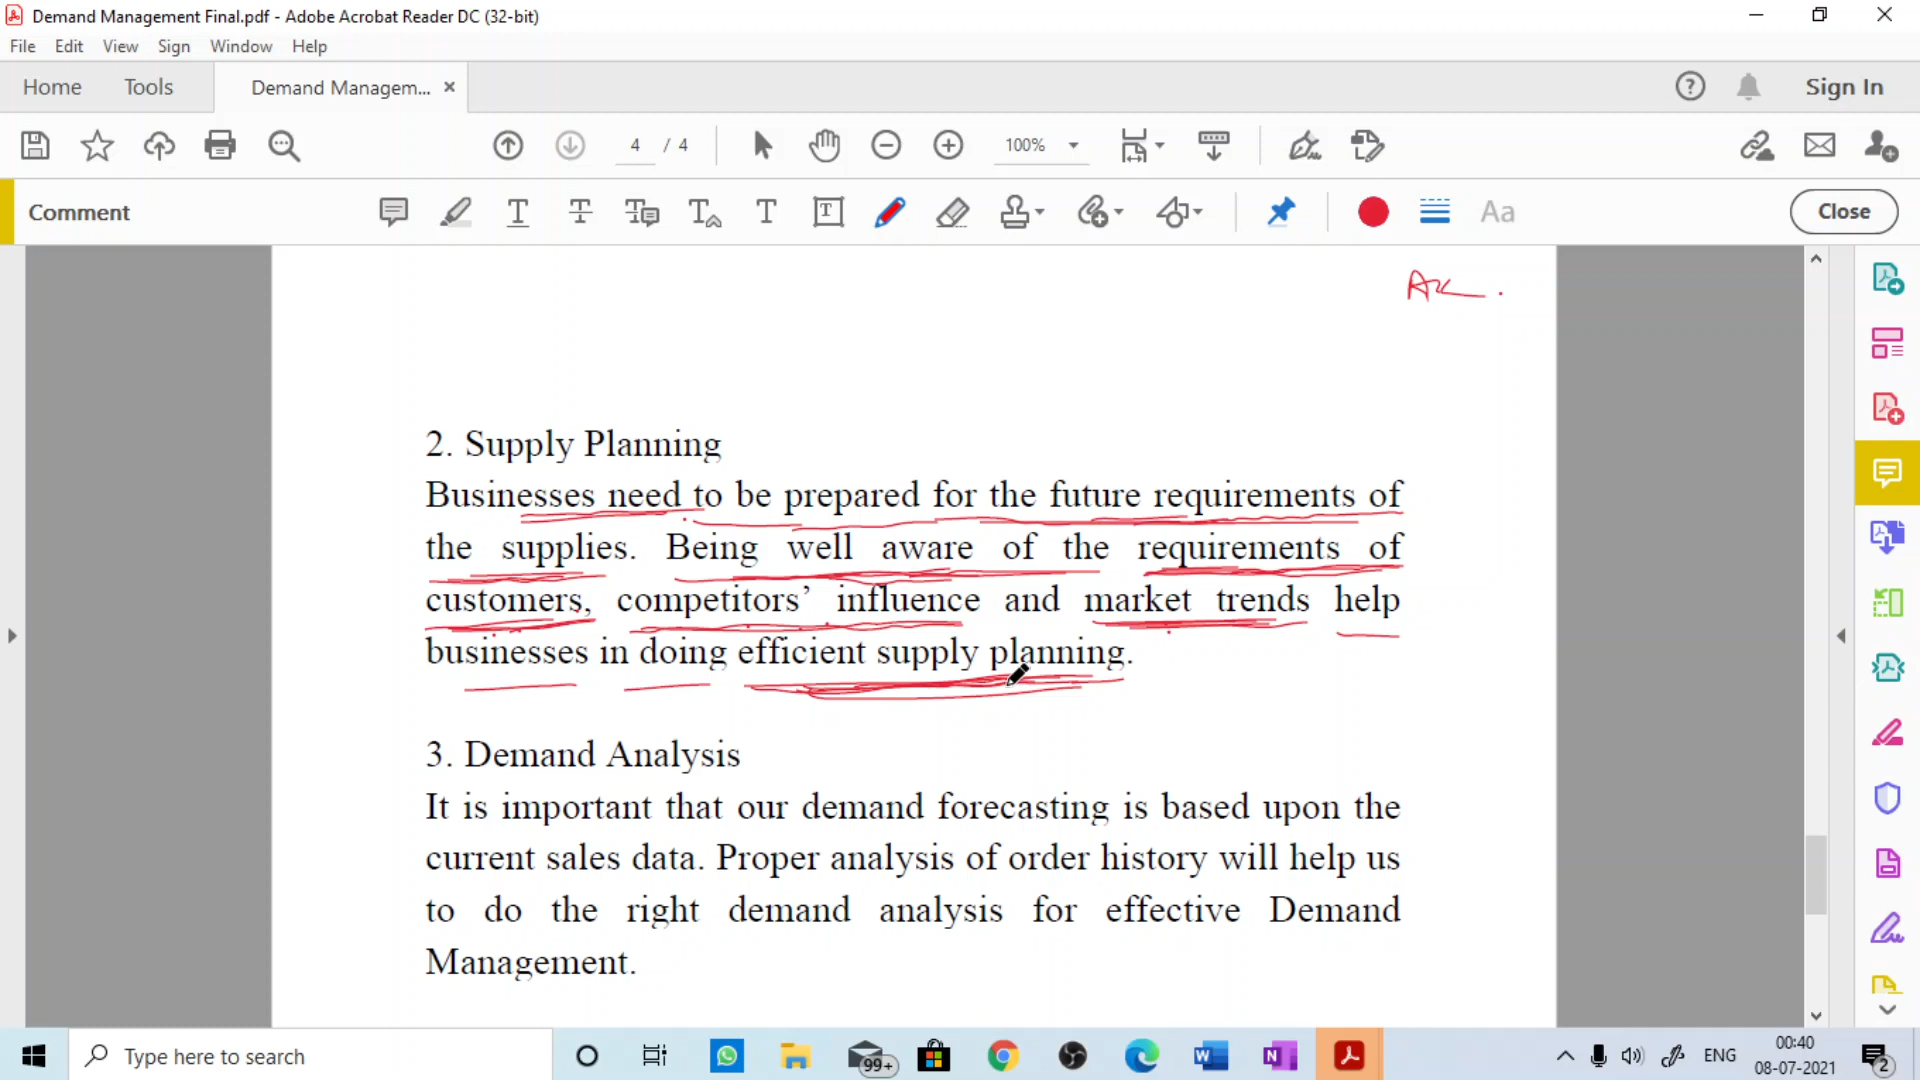 Demand Management Final.pdf - Adobe Acrobat Reader DC (32-bit)
File Edit View Sign Window Help
Home Tools Demand Managem... × Sign In
4 / 4 100%
Comment Aa Close
2. Supply Planning
Businesses need to be prepared for the future requirements of
the supplies. Being well aware of the requirements of
customers, competitors’ influence and market trends help
businesses in doing efficient supply planning.
3. Demand Analysis
It is important that our demand forecasting is based upon the
current sales data. Proper analysis of order history will help us
to do the right demand analysis for effective Demand
Management.
Type here to search 99+ ENG 00:40
08-07-2021 2